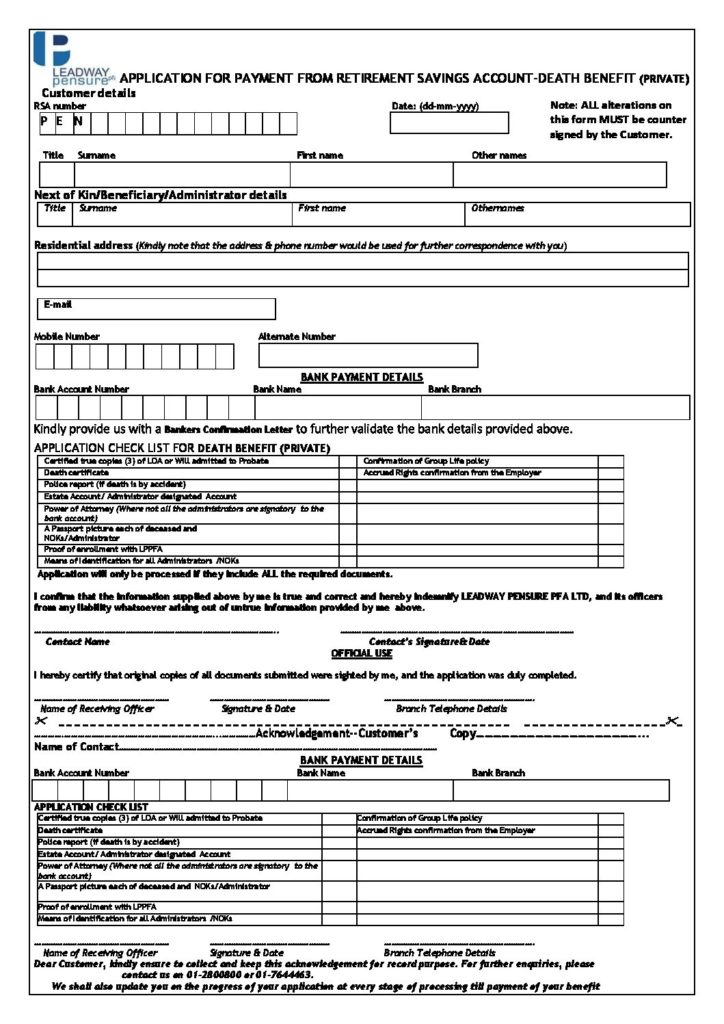 LEADWAY
pensure PFA APPLICATION FOR PAYMENT FROM RETIREMENT SAVINGS ACCOUNT-DEATH BENEFIT (PRIVATE)
Customer details
RSA number Date: (dd-mm-yyyy) Note: ALL alterations on
P E N this form MUST be counter
signed by the Customer.
Title Surname First name Other names
Next of Kin/Beneficiary/Administrator details
Title Surname First name Othernames
Residential address (Kindly note that the address & phone number would be used for further correspondence with you)
E-mail
Mobile Number Alternate Number
BANK PAYMENT DETAILS
Bank Account Number Bank Name Bank Branch
Kindly provide us with a Bankers Confirmation Letter to further validate the bank details provided above.
APPLICATION CHECK LIST FOR DEATH BENEFIT (PRIVATE)
Certified true copies (3) of LOA or Will admitted to Probate Confirmation of Group Life policy
Death certificate Accrued Rights confirmation from the Employer
Police report (if death is by accident)
Estate Account/ Administrator designated Account
Power of Attorney (Where not all the administrators are signatory to the
bank account)
A Passport picture each of deceased and
NOKs/Administrator
Proof of enrollment with LPPFA
Means of Identification for all Administrators /NOKs
Application will only be processed if they include ALL the required documents.
I confirm that the information supplied above by me is true and correct and hereby indemnify LEADWAY PENSURE PFA LTD, and its officers
from any liability whatsoever arising out of untrue information provided by me above.
Contact Name Contact's Signature& Date
OFFICIAL USE
I hereby certify that original copies of all documents submitted were sighted by me, and the application was duly completed.
Name of Receiving Officer Signature & Date Branch Telephone Details
Acknowledgement--Customer's Copy
Name of Contact
BANK PAYMENT DETAILS
Bank Account Number Bank Name Bank Branch
APPLICATION CHECK LIST
Certified true copies (3) of LOA or Will admitted to Probate Confirmation of Group Life policy
Death certificate Accrued Rights confirmation from the Employer
Police report (if death is by accident)
Estate Account/ Administrator designated Account
Power of Attorney (Where not all the administrators are signatory to the
bank account)
A Passport picture each of deceased and NOKs/Administrator
Proof of enrollment with LPPFA
Means of Identification for all Administrators /NOKs
Name of Receiving Officer Signature & Date Branch Telephone Details
Dear Customer, kindly ensure to collect and keep this acknowledgement for record purpose. For further enquiries, please
contact us on 01-2800800 or 01-7644463.
We shall also update you on the progress of your application at every stage of processing till payment of your benefit